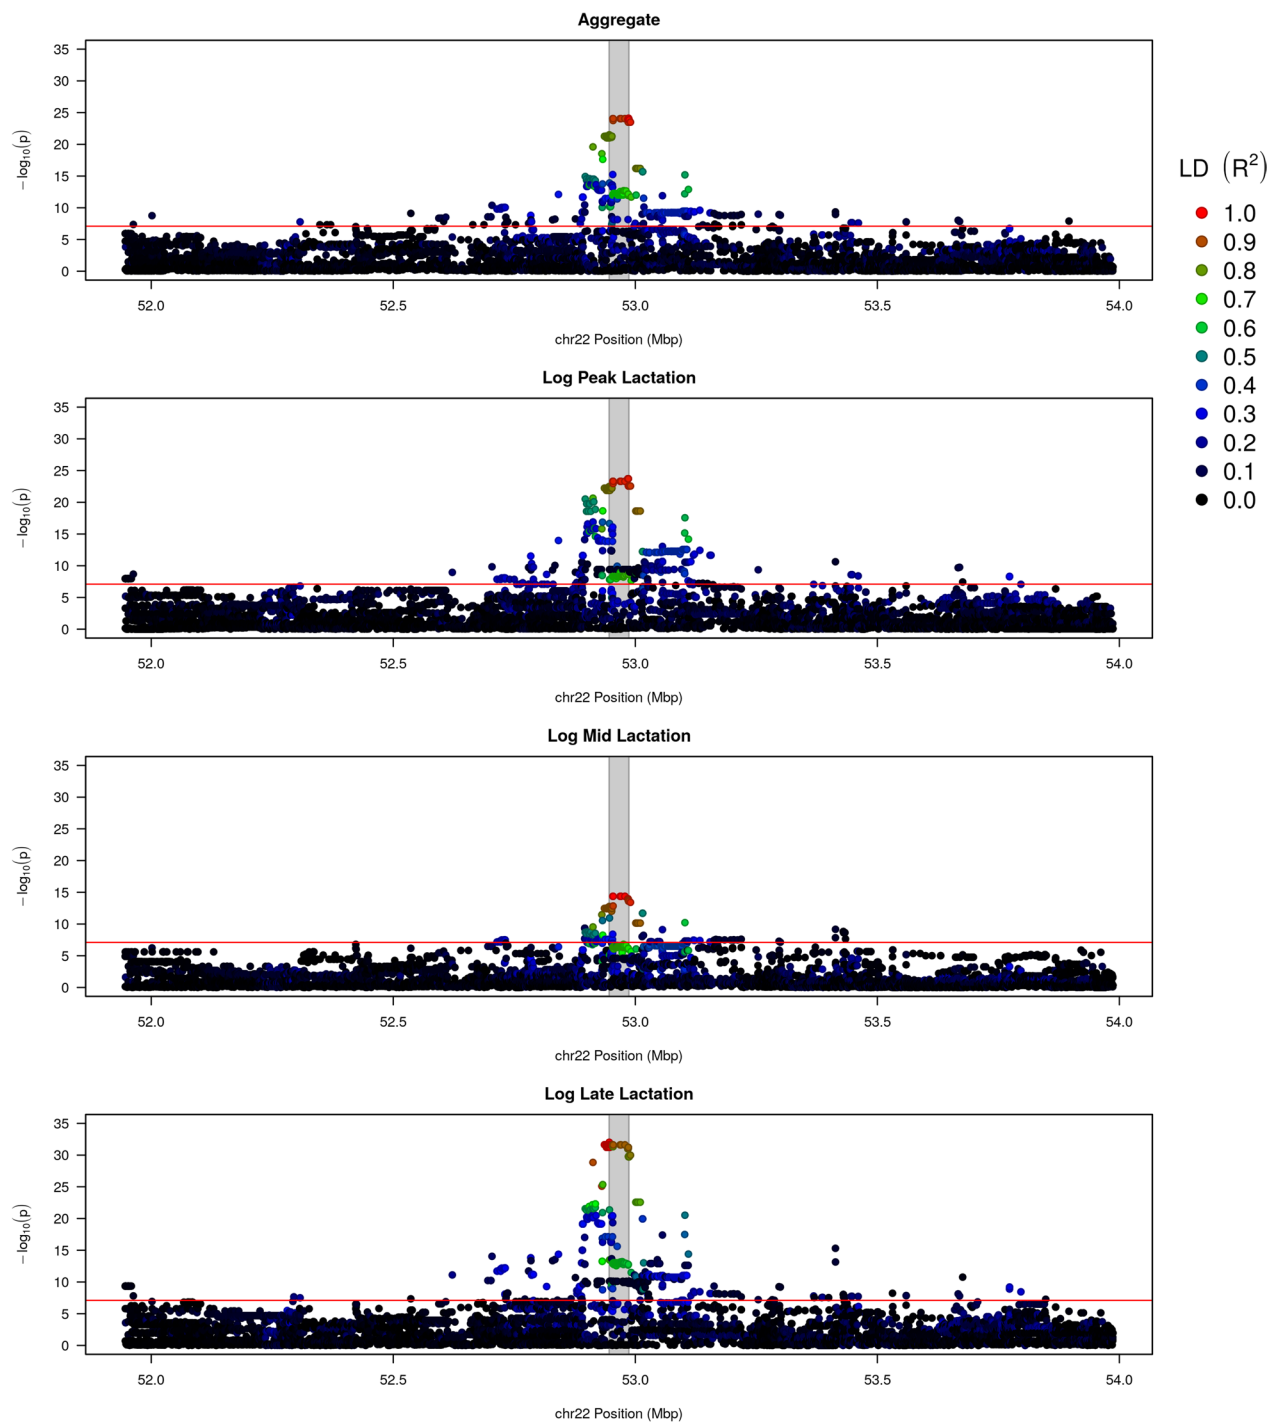 Aggregate
35
30
25
20
15
10
5
0
− log10(p)
52.0 52.5 53.0 53.5 54.0
chr22 Position (Mbp)
LD (R2)
1.0
0.9
0.8
0.7
0.6
0.5
0.4
0.3
0.2
0.1
0.0
Log Peak Lactation
35
30
25
20
15
10
5
0
− log10(p)
52.0 52.5 53.0 53.5 54.0
chr22 Position (Mbp)
Log Mid Lactation
35
30
25
20
15
10
5
0
− log10(p)
52.0 52.5 53.0 53.5 54.0
chr22 Position (Mbp)
Log Late Lactation
35
30
25
20
15
10
5
0
− log10(p)
52.0 52.5 53.0 53.5 54.0
chr22 Position (Mbp)